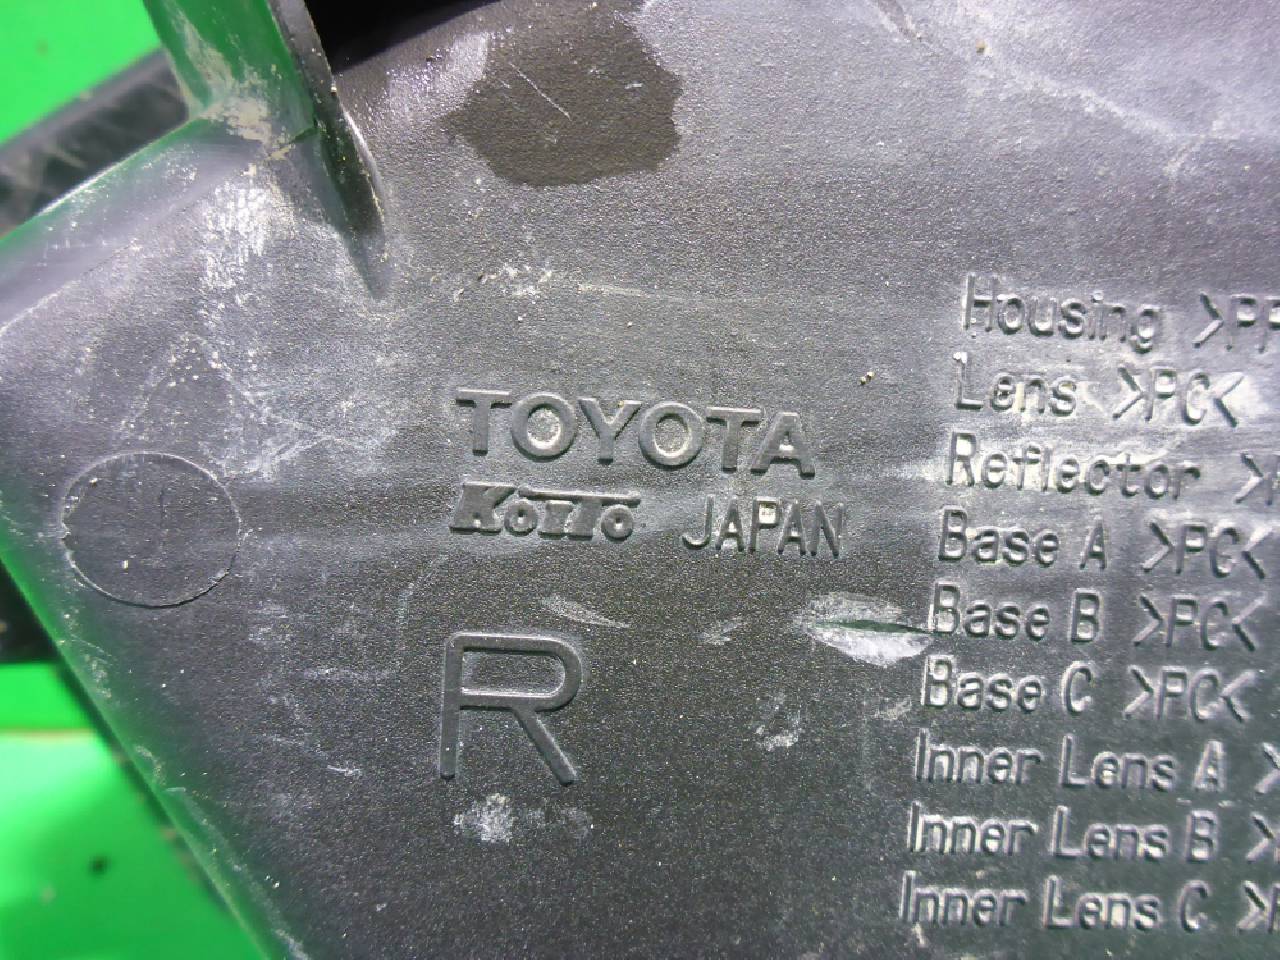 TOYOTA
KOITO JAPAN
R
Housing >PP
Lens >PC<
Reflector >
Base A >PC<
Base B >PC<
Base C >PC<
Inner Lens A >
Inner Lens B >
Inner Lens C >